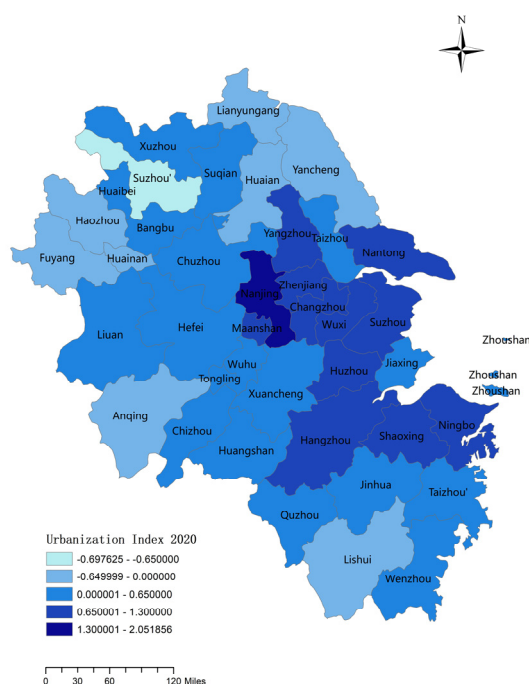 N
Lianyungang
Xuzhou
Yancheng
Suzhou'
Suqian
Huaian
Huaibei
Haozhou
Bangbu
Yangzhou
Taizhou
Nantong
Fuyang
Huainan
Chuzhou
Zhenjiang
Nanjing
Changzhou
Liuan
Hefei
Maanshan
Wuxi
Suzhou
Zhoushan
Wuhu
Jiaxing
Tongling
Huzhou
Zhoushan
Xuancheng
Zhoushan
Anqing
Chizhou
Huangshan
Hangzhou
Shaoxing
Ningbo
Jinhua
Taizhou'
Quzhou
Lishui
Wenzhou
Urbanization Index 2020
-0.697625 - -0.650000
-0.649999 - 0.000000
0.000001 - 0.650000
0.650001 - 1.300000
1.300001 - 2.051856
0 30 60 120 Miles